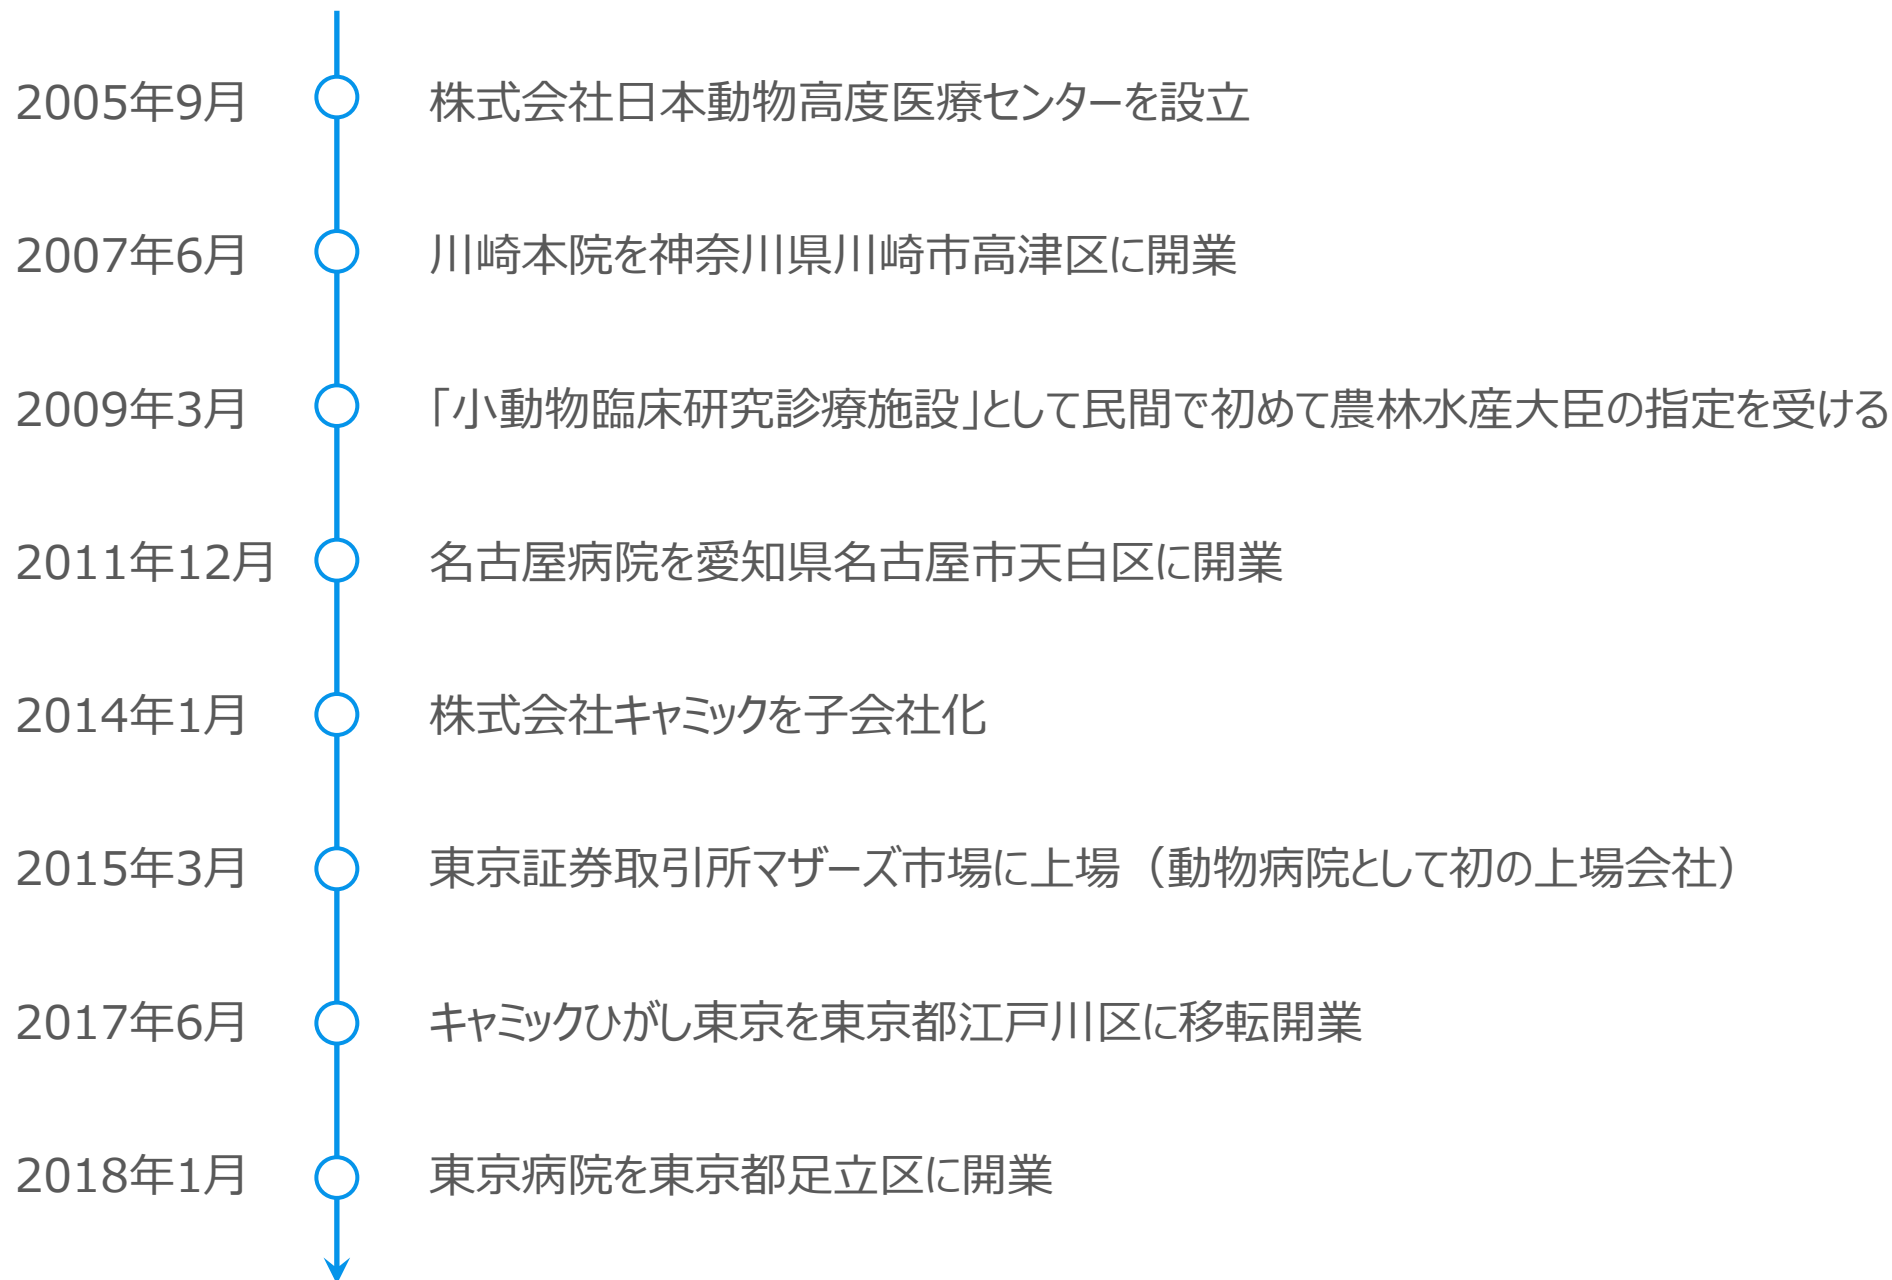 2005年9月 株式会社日本動物高度医療センターを設立
2007年6月 川崎本院を神奈川県川崎市高津区に開業
2009年3月 「小動物臨床研究診療施設」として民間で初めて農林水産大臣の指定を受ける
2011年12月 名古屋病院を愛知県名古屋市天白区に開業
2014年1月 株式会社キャミックを子会社化
2015年3月 東京証券取引所マザーズ市場に上場（動物病院として初の上場会社）
2017年6月 キャミックひがし東京を東京都江戸川区に移転開業
2018年1月 東京病院を東京都足立区に開業